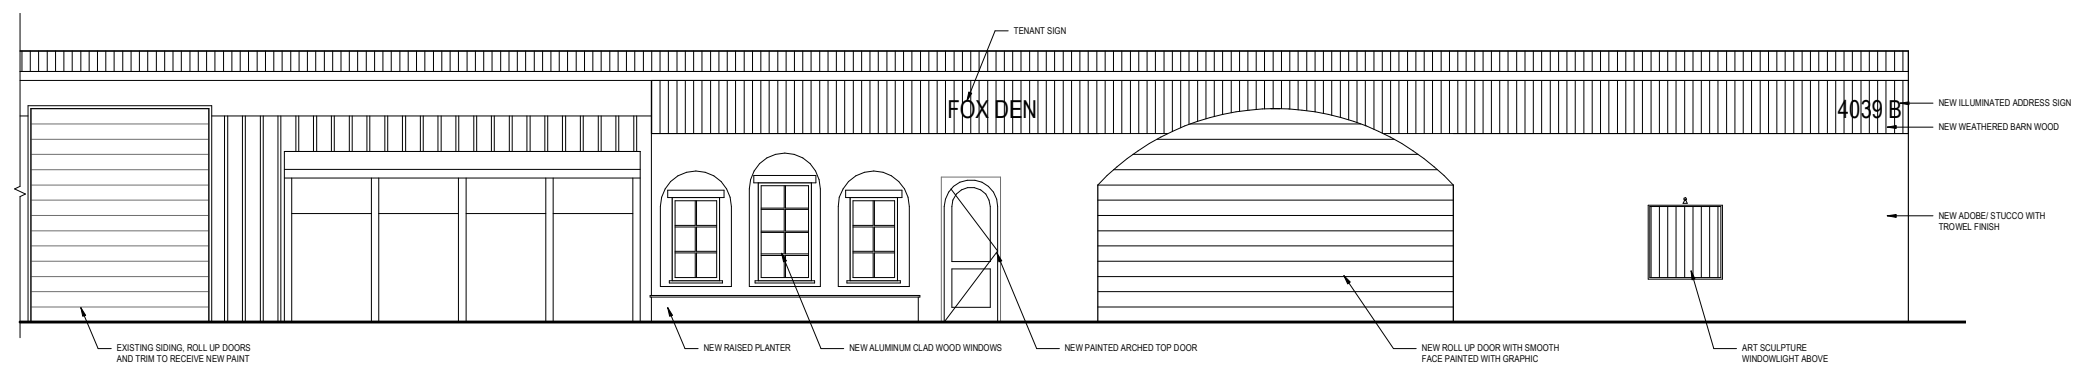 TENANT SIGN
FOX DEN
4039 B
NEW ILLUMINATED ADDRESS SIGN
NEW WEATHERED BARN WOOD
NEW ADOBE/ STUCCO WITH
TROWEL FINISH
EXISTING SIDING, ROLL UP DOORS
AND TRIM TO RECEIVE NEW PAINT
NEW RAISED PLANTER
NEW ALUMINUM CLAD WOOD WINDOWS
NEW PAINTED ARCHED TOP DOOR
NEW ROLL UP DOOR WITH SMOOTH
FACE PAINTED WITH GRAPHIC
ART SCULPTURE
WINDOWLIGHT ABOVE